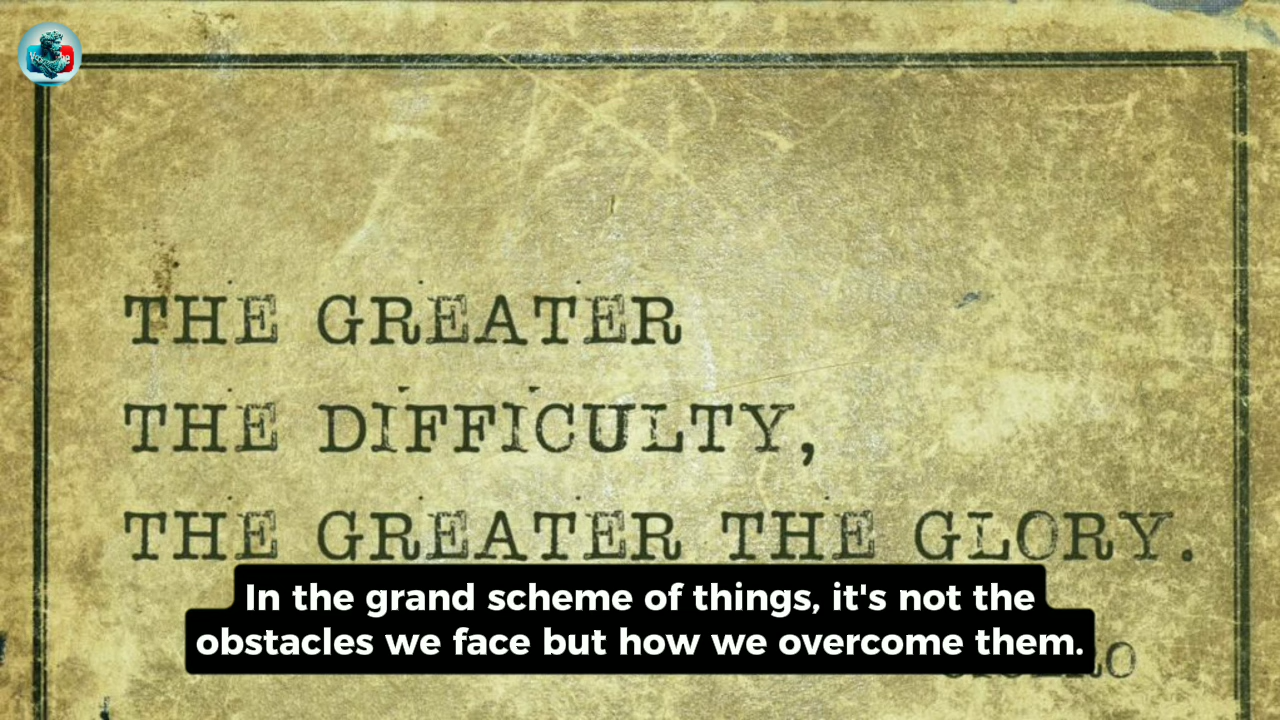 THE GREATER
THE DIFFICULTY,
THE GREATER THE GLORY.
In the grand scheme of things, it's not the
obstacles we face but how we overcome them.